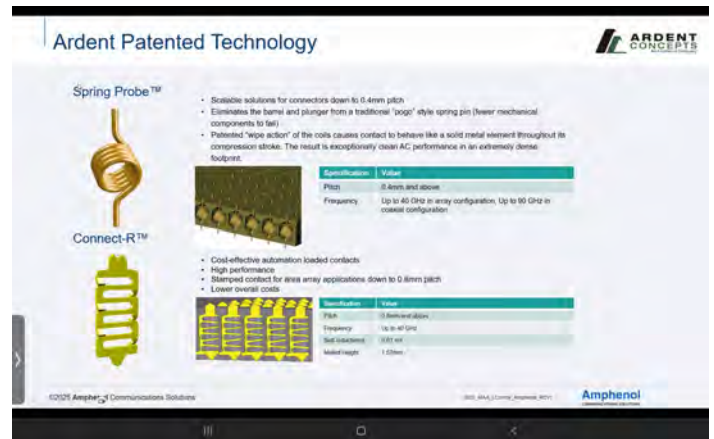 Ardent Patented Technology
ARDENT
CONCEPTS
Spring Probe™
• Scalable solutions for connectors down to 0.4mm pitch
• Eliminates the barrel and plunger from a traditional "pogo" style spring pin (fewer mechanical
components to fail)
• Patented "wipe action" of the coils causes contact to behave like a solid metal element throughout its
compression stroke. The result is exceptionally clean AC performance in an extremely dense
footprint.
Specification Value
Pitch 0.4mm and above
Frequency Up to 40 GHz in array configuration, Up to 90 GHz in
coaxial configuration
Connect-R™
• Cost-effective automation loaded contacts
• High performance
• Stamped contact for area array applications down to 0.8mm pitch
• Lower overall costs
Specification Value
Pitch 0.8mm and above
Frequency Up to 40 GHz
Self Inductance
Mated Height
©2025 Amphenol Communications Solutions
Amphenol